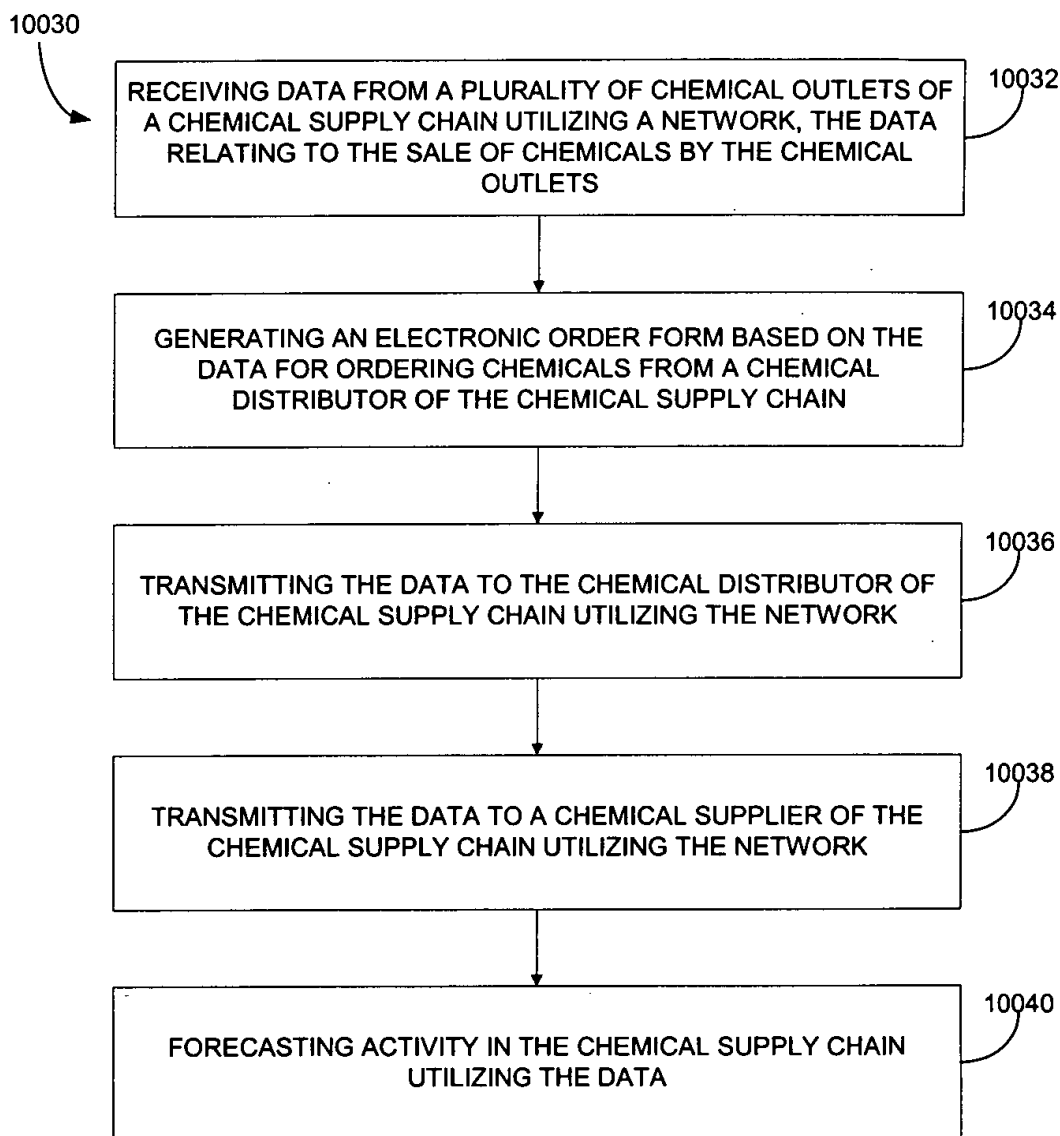 10030
RECEIVING DATA FROM A PLURALITY OF CHEMICAL OUTLETS OF
A CHEMICAL SUPPLY CHAIN UTILIZING A NETWORK, THE DATA
RELATING TO THE SALE OF CHEMICALS BY THE CHEMICAL
OUTLETS
10032
GENERATING AN ELECTRONIC ORDER FORM BASED ON THE
DATA FOR ORDERING CHEMICALS FROM A CHEMICAL
DISTRIBUTOR OF THE CHEMICAL SUPPLY CHAIN
10034
TRANSMITTING THE DATA TO THE CHEMICAL DISTRIBUTOR OF
THE CHEMICAL SUPPLY CHAIN UTILIZING THE NETWORK
10036
TRANSMITTING THE DATA TO A CHEMICAL SUPPLIER OF THE
CHEMICAL SUPPLY CHAIN UTILIZING THE NETWORK
10038
FORECASTING ACTIVITY IN THE CHEMICAL SUPPLY CHAIN
UTILIZING THE DATA
10040